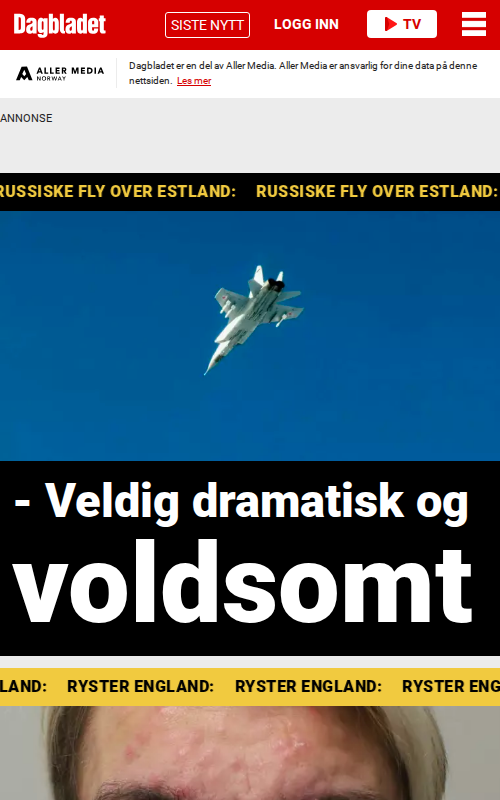 Dagbladet
SISTE NYTT
LOGG INN
TV
ALLER MEDIA
NORWAY
Dagbladet er en del av Aller Media. Aller Media er ansvarlig for dine data på denne
nettsiden. Les mer
ANNONSE
RUSSISKE FLY OVER ESTLAND: RUSSISKE FLY OVER ESTLAND:
- Veldig dramatisk og
voldsomt
LAND: RYSTER ENGLAND: RYSTER ENGLAND: RYSTER ENG